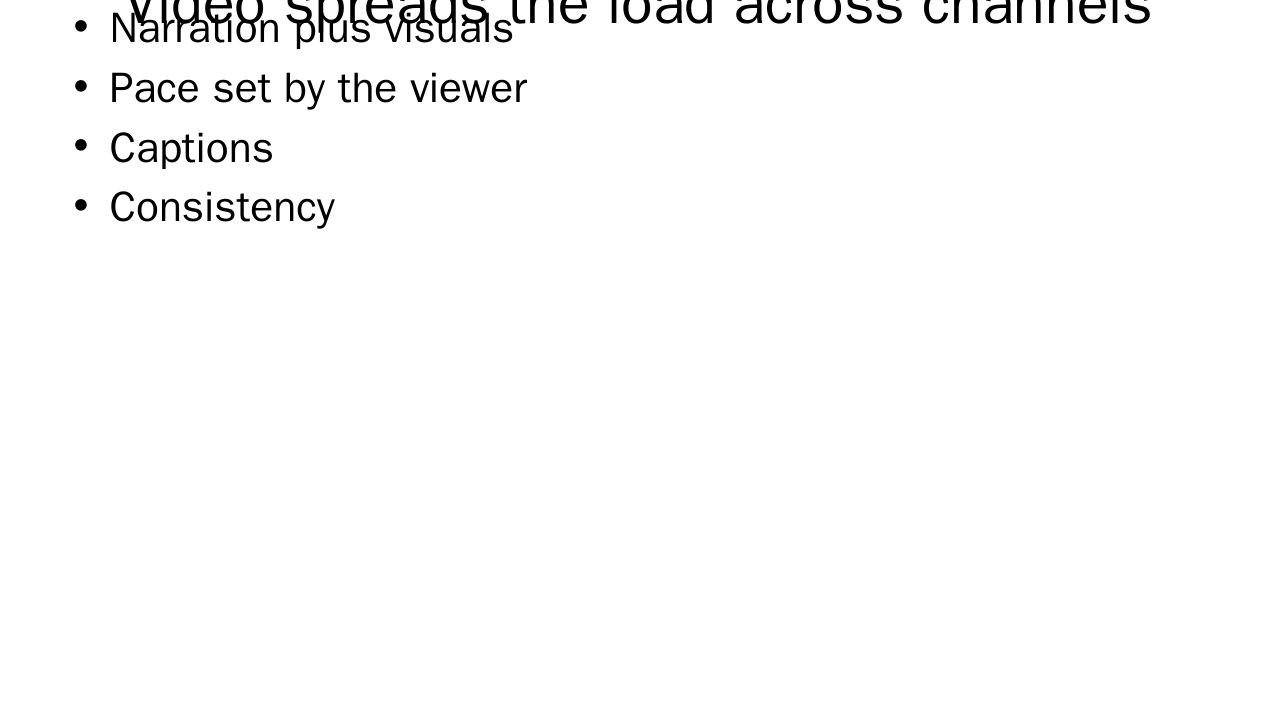 Video spreads the load across channels
• Narration plus visuals
• Pace set by the viewer
• Captions
• Consistency